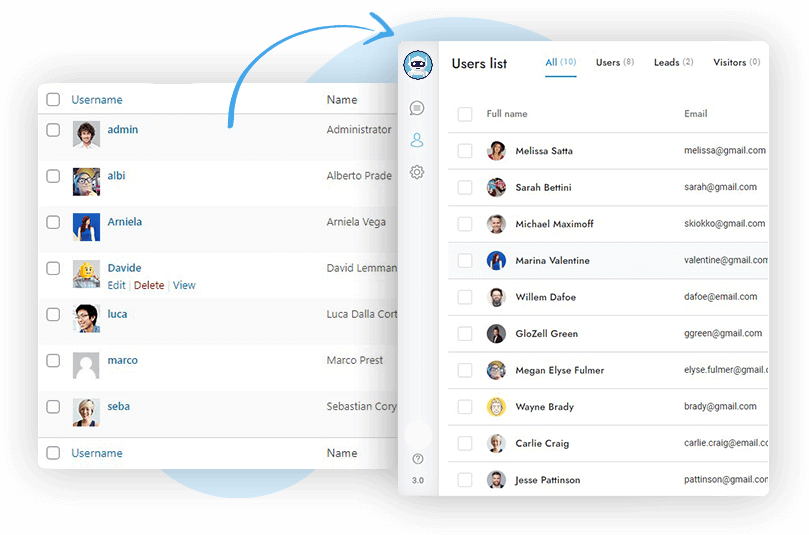 Username Name
admin Administrator
albi Alberto Prade
Arniela Arniela Vega
Davide David Lemman
Edit | Delete | View
luca Luca Dalla Cort
marco Marco Prest
seba Sebastian Cory
Username Name
Users list All (10) Users (8) Leads (2) Visitors (0)
Full name Email
Melissa Satta melissa@gmail.com
Sarah Bettini sarah@gmail.com
Michael Maximoff skiokko@gmail.com
Marina Valentine valentine@gmail.com
Willem Dafoe dafoe@email.com
GloZell Green ggreen@gmail.com
Megan Elyse Fulmer elyse.fulmer@gmail.c
Wayne Brady brady@gmail.com
Carlie Craig carlie.craig@email.co
Jesse Pattinson pattinson@gmail.com
3.0